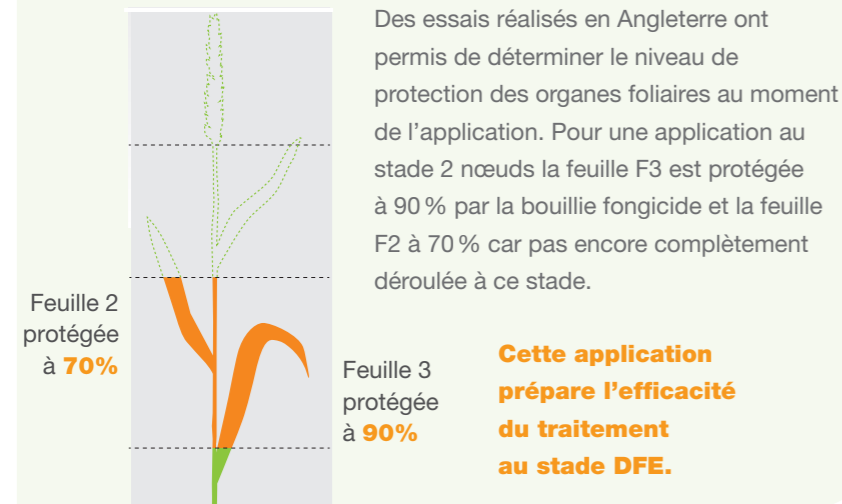 Des essais réalisés en Angleterre ont
permis de déterminer le niveau de
protection des organes foliaires au moment
de l’application. Pour une application au
stade 2 nœuds la feuille F3 est protégée
à 90 % par la bouillie fongicide et la feuille
F2 à 70 % car pas encore complètement
déroulée à ce stade.
Feuille 2
protégée
à 70%
Feuille 3
protégée
à 90%
Cette application
prépare l’efficacité
du traitement
au stade DFE.